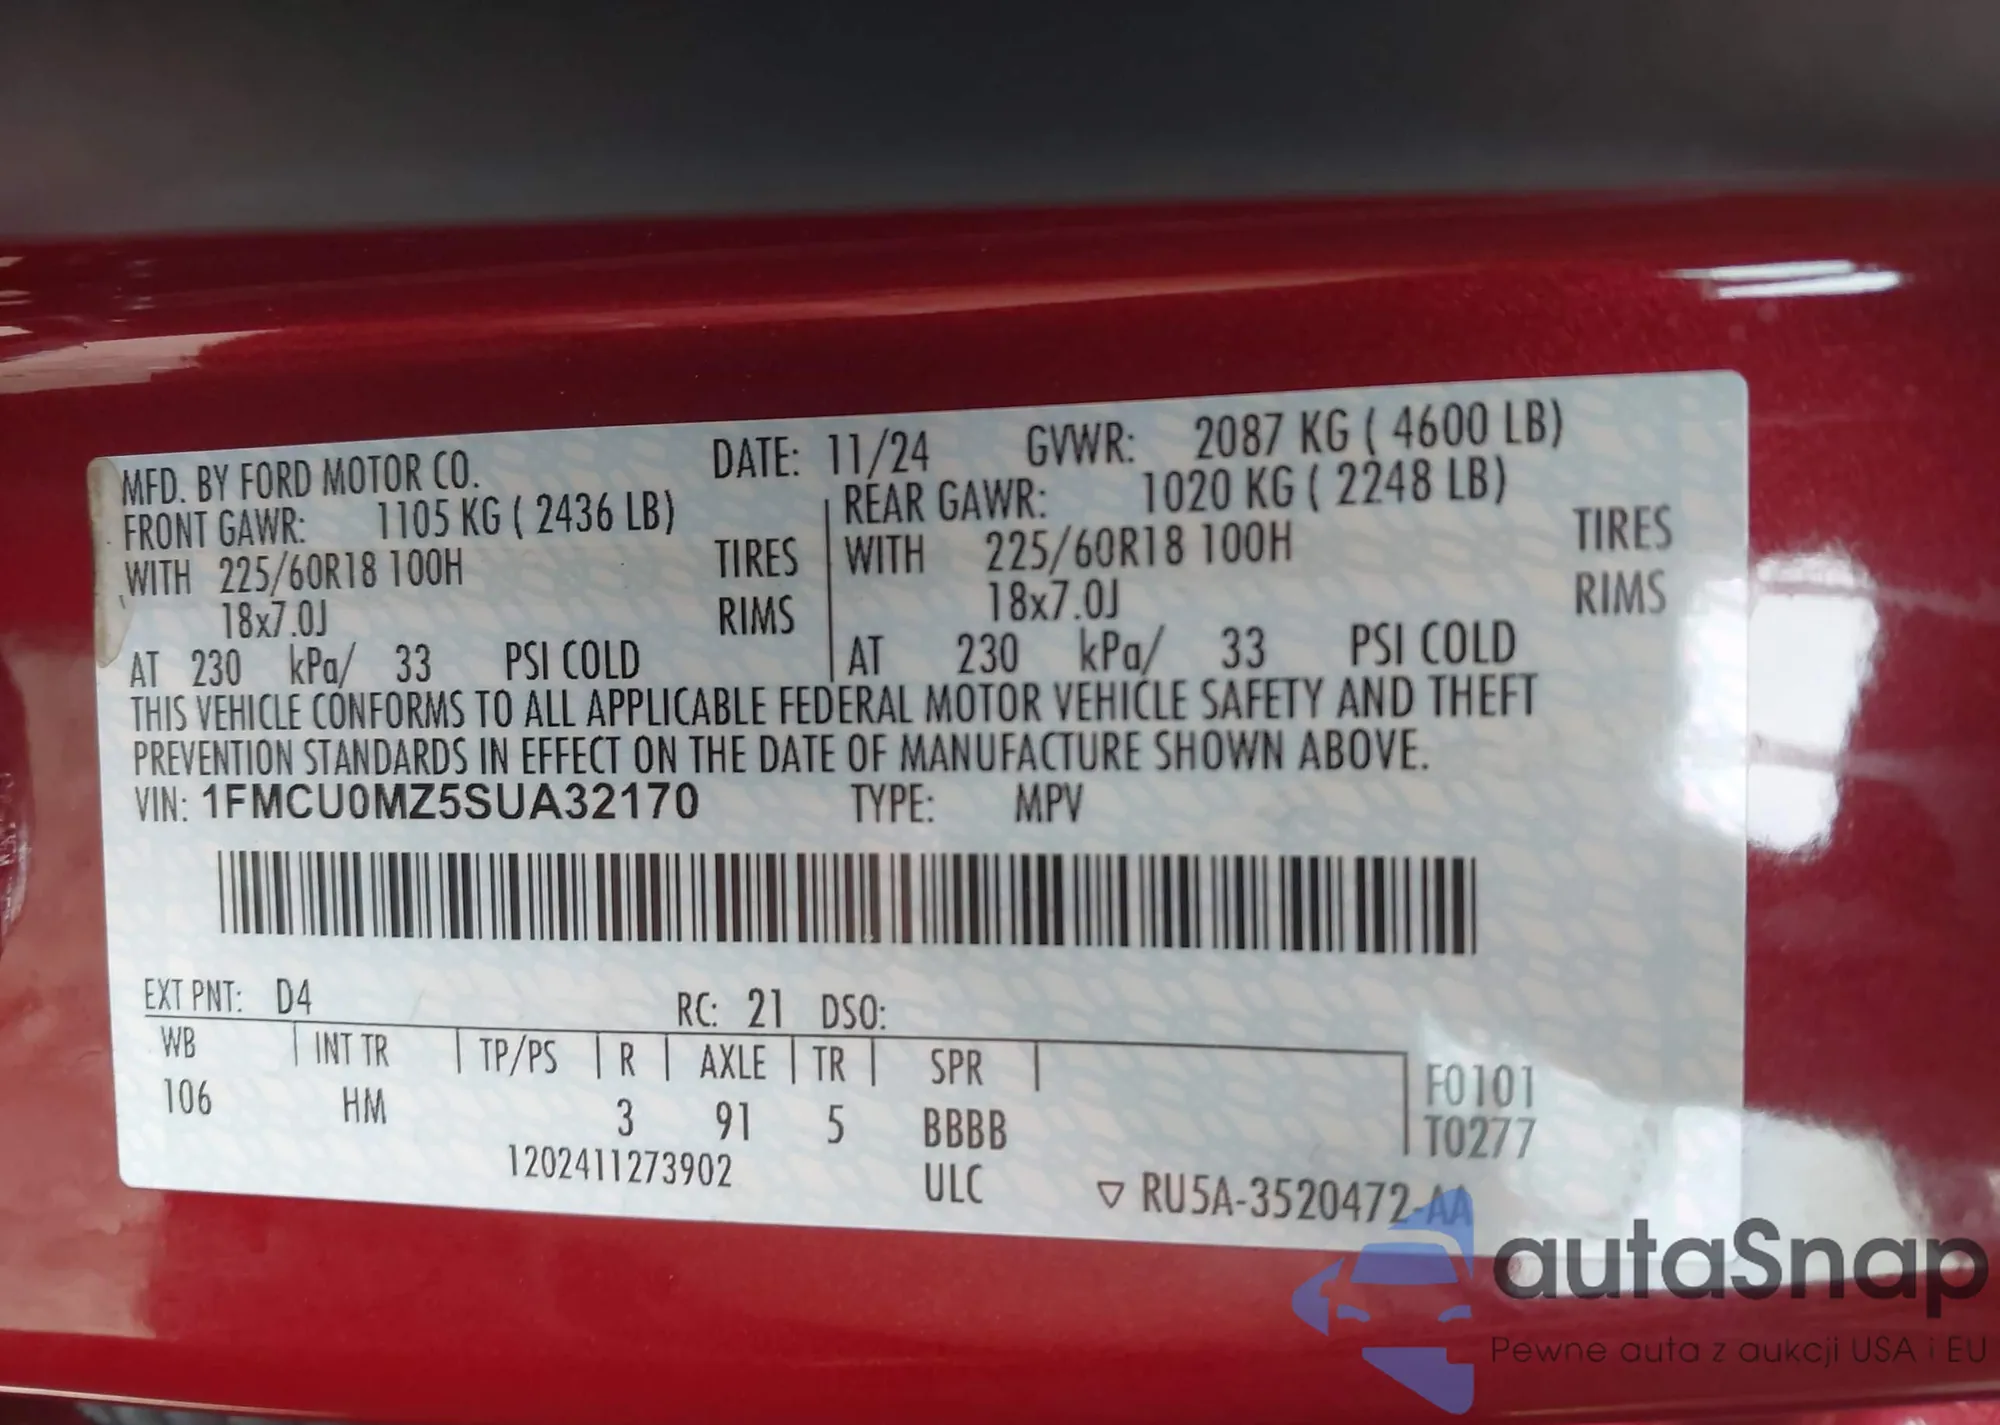 MFD. BY FORD MOTOR CO. DATE: 11/24 GVWR: 2087 KG ( 4600 LB)
FRONT GAWR: 1105 KG ( 2436 LB) REAR GAWR: 1020 KG ( 2248 LB)
WITH 225/60R18 100H TIRES WITH 225/60R18 100H TIRES
18x7.0J RIMS 18x7.0J RIMS
AT 230 kPa/ 33 PSI COLD AT 230 kPa/ 33 PSI COLD
THIS VEHICLE CONFORMS TO ALL APPLICABLE FEDERAL MOTOR VEHICLE SAFETY AND THEFT
PREVENTION STANDARDS IN EFFECT ON THE DATE OF MANUFACTURE SHOWN ABOVE.
VIN: 1FMCU0MZ5SUA32170 TYPE: MPV
EXT PNT: D4 RC: 21 DSO:
WB INT TR TP/PS R AXLE TR SPR F0101
106 HM 3 91 5 BBBB T0277
1202411273902 ULC ▽ RU5A-3520472-AA
autaSnap
Pewne auta z aukcji USA i EU